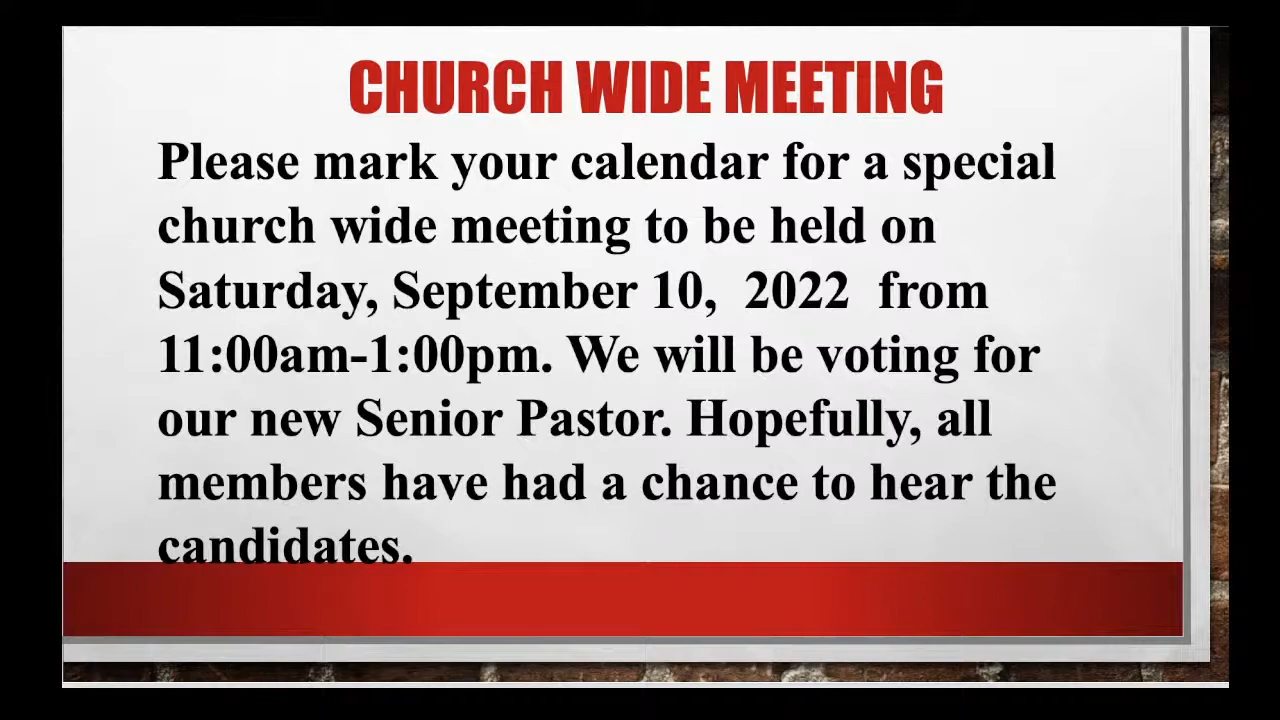 CHURCH WIDE MEETING
Please mark your calendar for a special
church wide meeting to be held on
Saturday, September 10, 2022 from
11:00am-1:00pm. We will be voting for
our new Senior Pastor. Hopefully, all
members have had a chance to hear the
candidates.